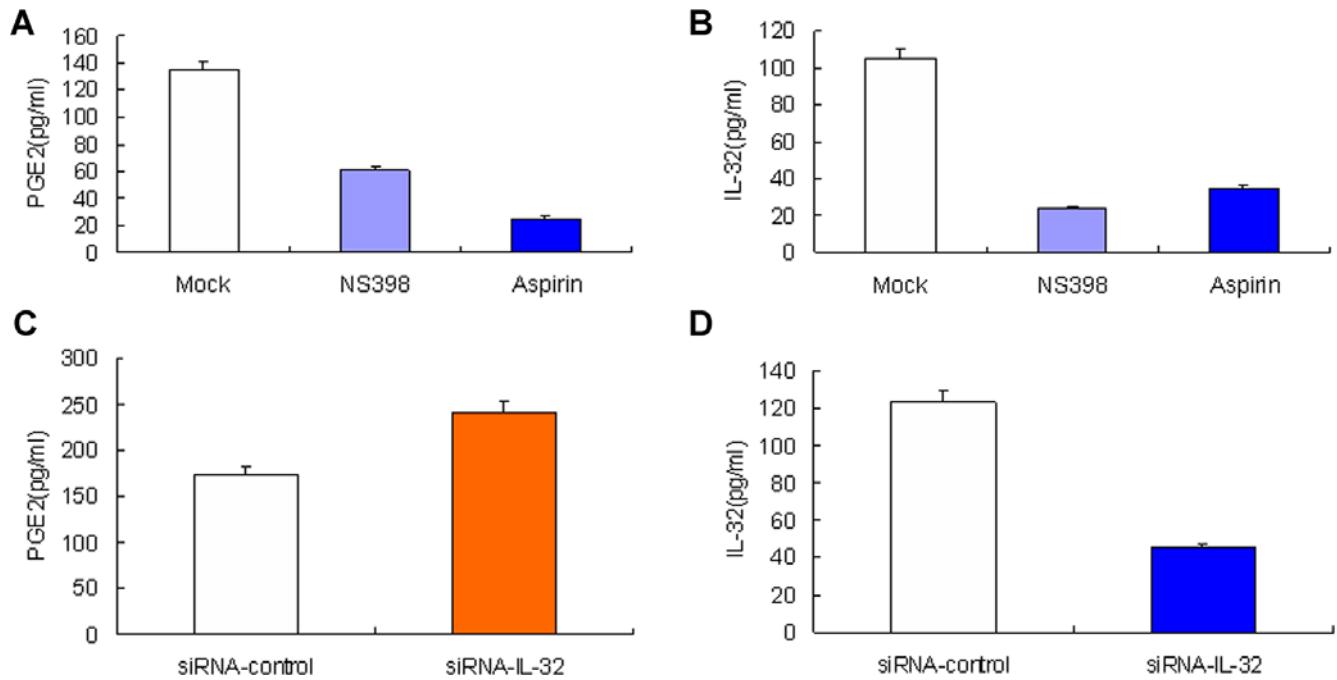 A
PGE2(pg/ml)
160
140
120
100
80
60
40
20
0
Mock NS398 Aspirin
B
IL-32(pg/ml)
120
100
80
60
40
20
0
Mock NS398 Aspirin
C
PGE2(pg/ml)
300
250
200
150
100
50
0
siRNA-control siRNA-IL-32
D
IL-32(pg/ml)
140
120
100
80
60
40
20
0
siRNA-control siRNA-IL-32